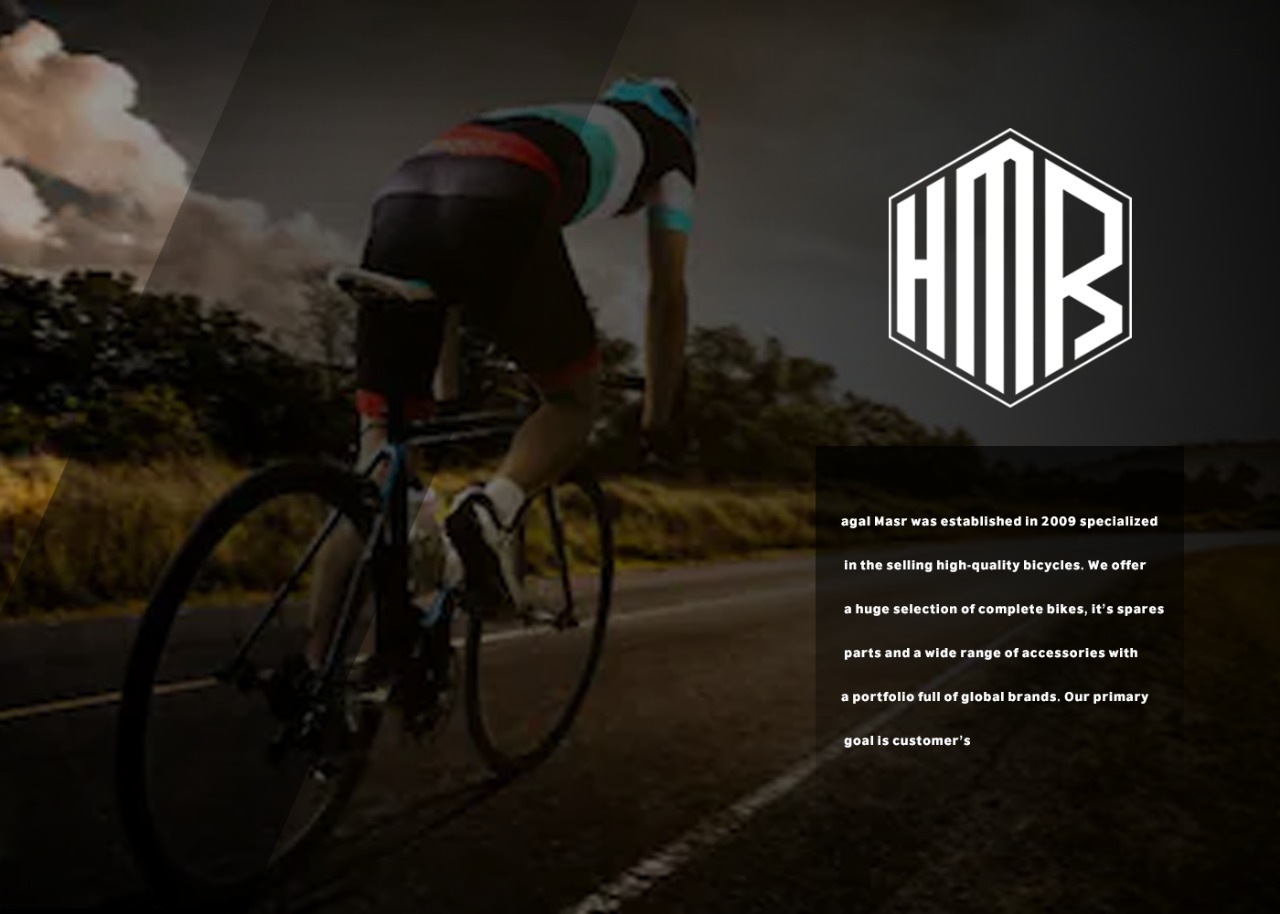 HMR
agal Masr was established in 2009 specialized
in the selling high-quality bicycles. We offer
a huge selection of complete bikes, it's spares
parts and a wide range of accessories with
a portfolio full of global brands. Our primary
goal is customer's